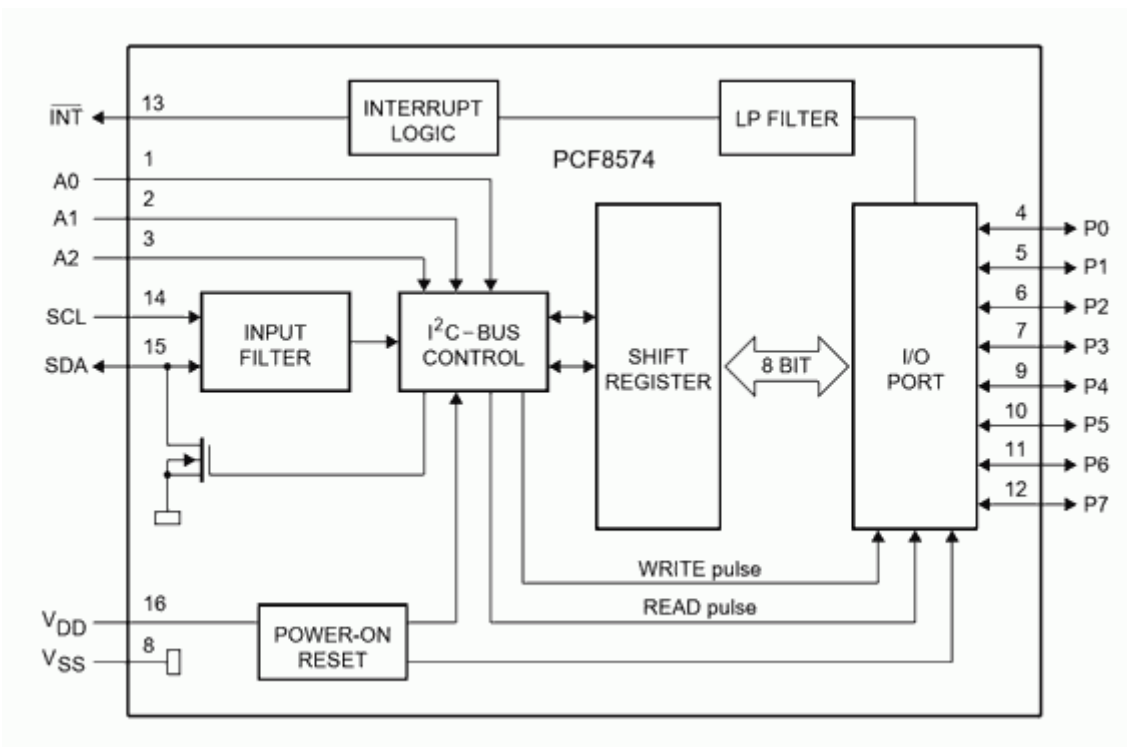 INT
13
INTERRUPT
LOGIC
LP FILTER
PCF8574
A0
1
A1
2
A2
3
SCL
14
SDA
15
INPUT
FILTER
I²C–BUS
CONTROL
SHIFT
REGISTER
8 BIT
I/O
PORT
4
P0
5
P1
6
P2
7
P3
9
P4
10
P5
11
P6
12
P7
WRITE pulse
READ pulse
VDD
16
VSS
8
POWER-ON
RESET